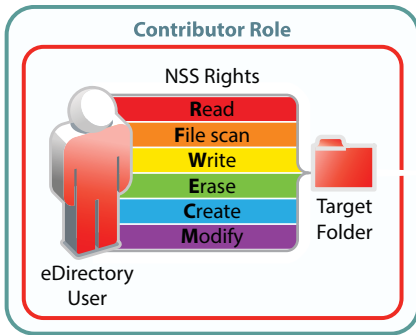 Contributor Role
NSS Rights
Read
File scan
Write
Erase
Create
Modify
eDirectory
User
Target
Folder